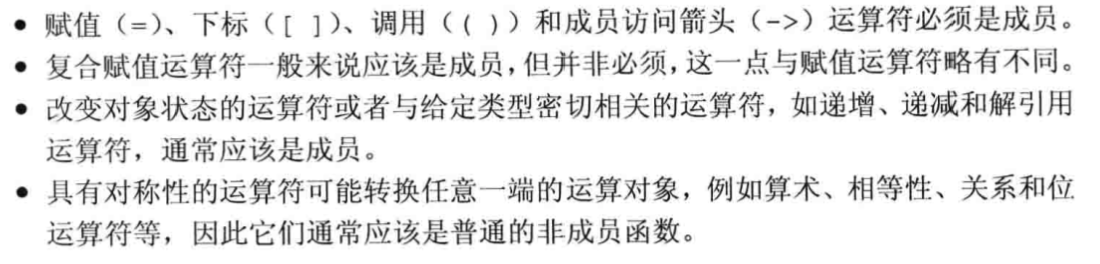 ● 赋值（=）、下标（[ ]）、调用（( )）和成员访问箭头（->）运算符必须是成员。
● 复合赋值运算符一般来说应该是成员，但并非必须，这一点与赋值运算符略有不同。
● 改变对象状态的运算符或者与给定类型密切相关的运算符，如递增、递减和解引用
运算符，通常应该是成员。
● 具有对称性的运算符可能转换任意一端的运算对象，例如算术、相等性、关系和位
运算符等，因此它们通常应该是普通的非成员函数。